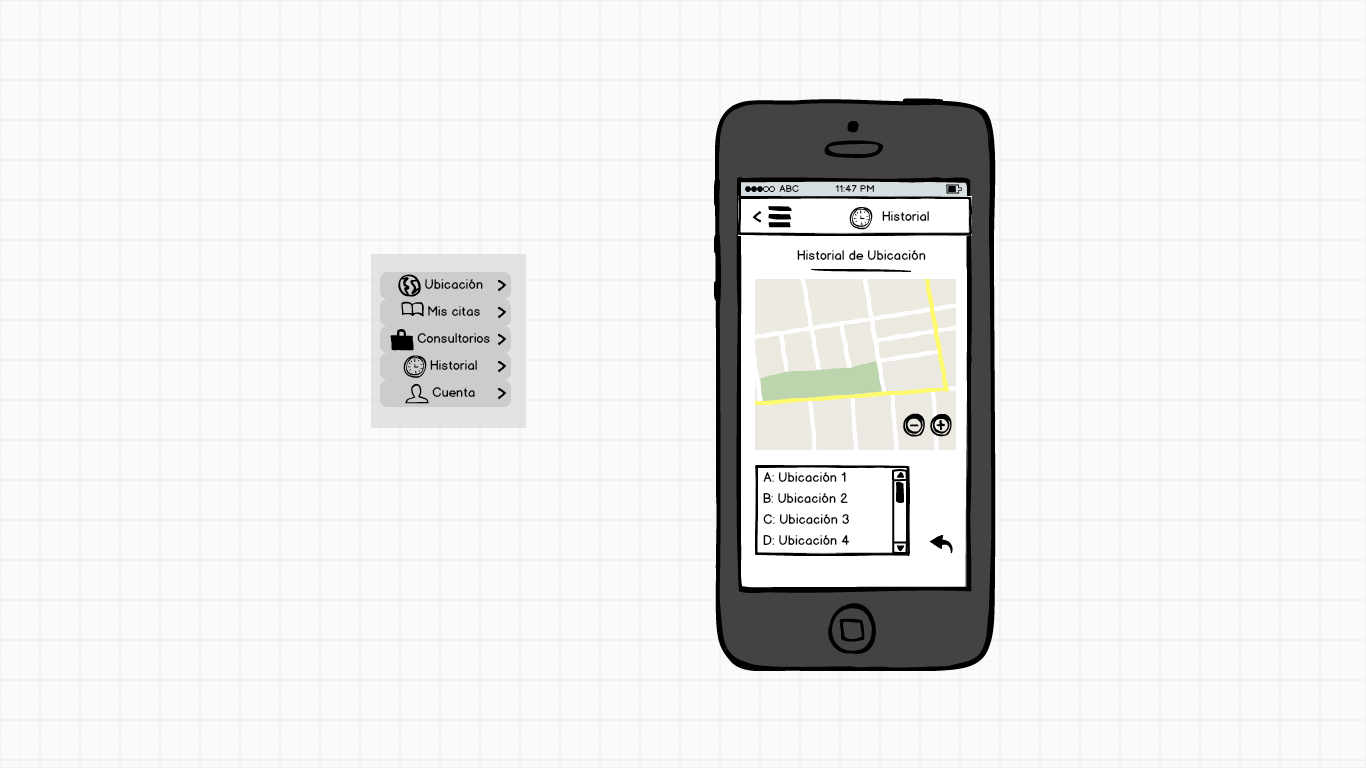 Ubicación
Mis citas
Consultorios
Historial
Cuenta
ABC 11:47 PM
Historial
Historial de Ubicación
A: Ubicación 1
B: Ubicación 2
C: Ubicación 3
D: Ubicación 4